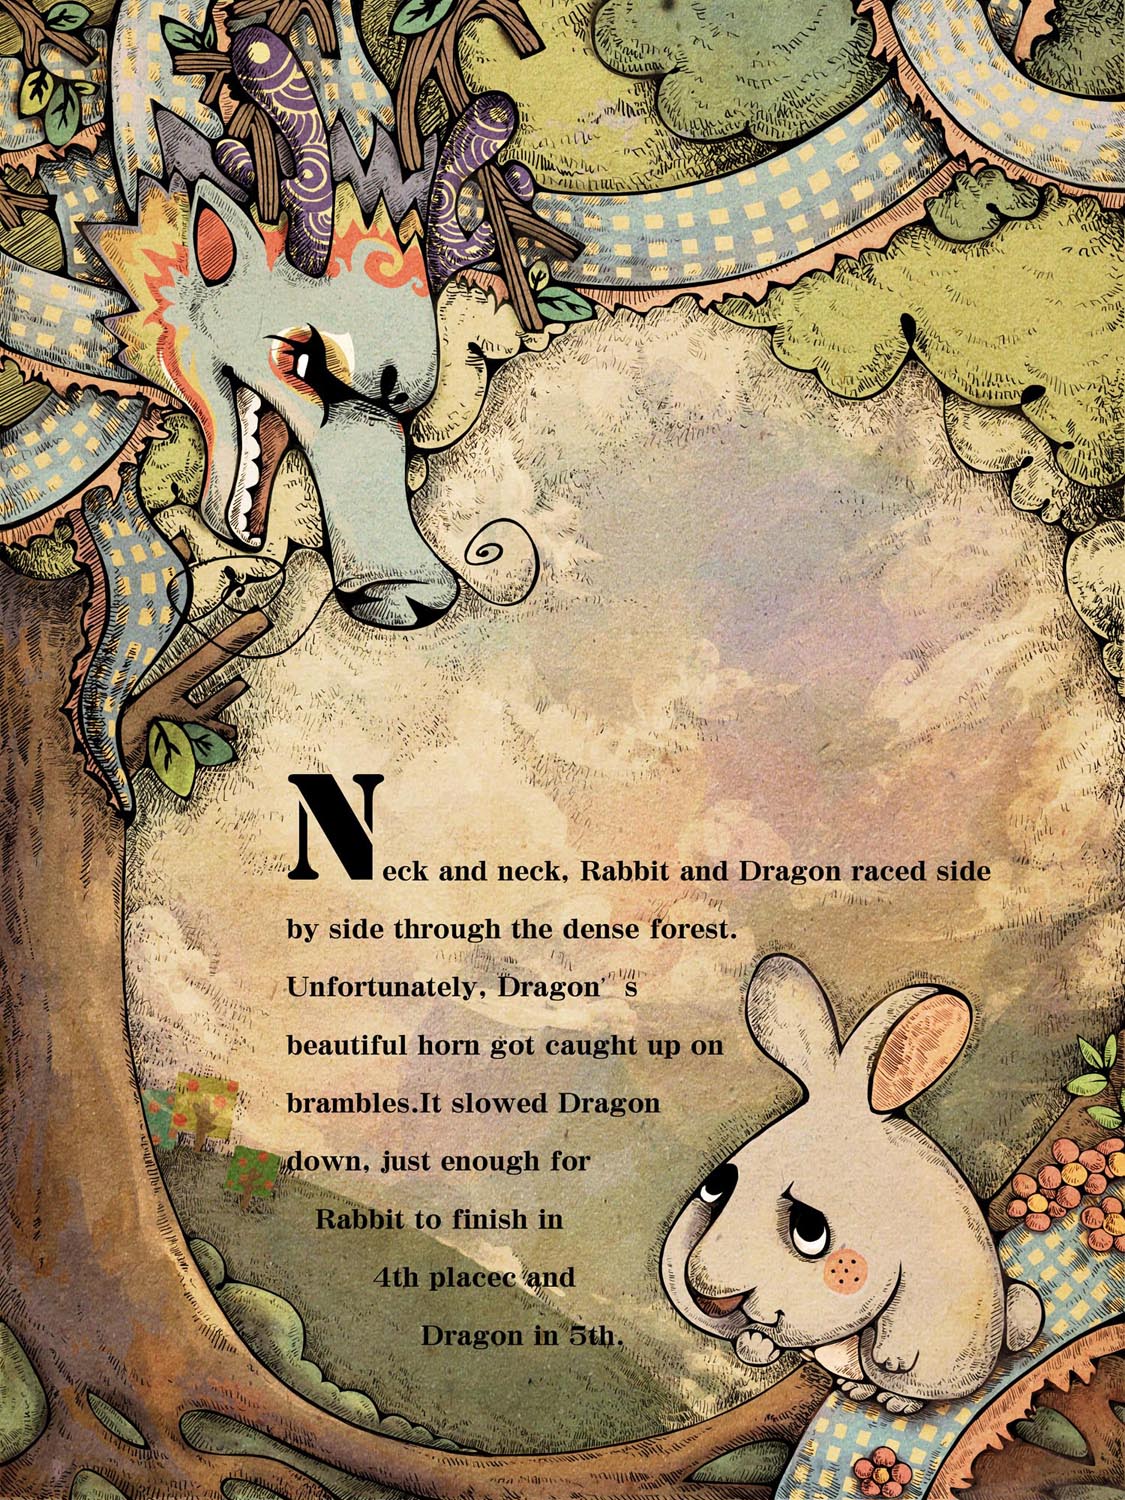 Neck and neck, Rabbit and Dragon raced side
by side through the dense forest.
Unfortunately, Dragon’ s
beautiful horn got caught up on
brambles.It slowed Dragon
down, just enough for
Rabbit to finish in
4th placec and
Dragon in 5th.